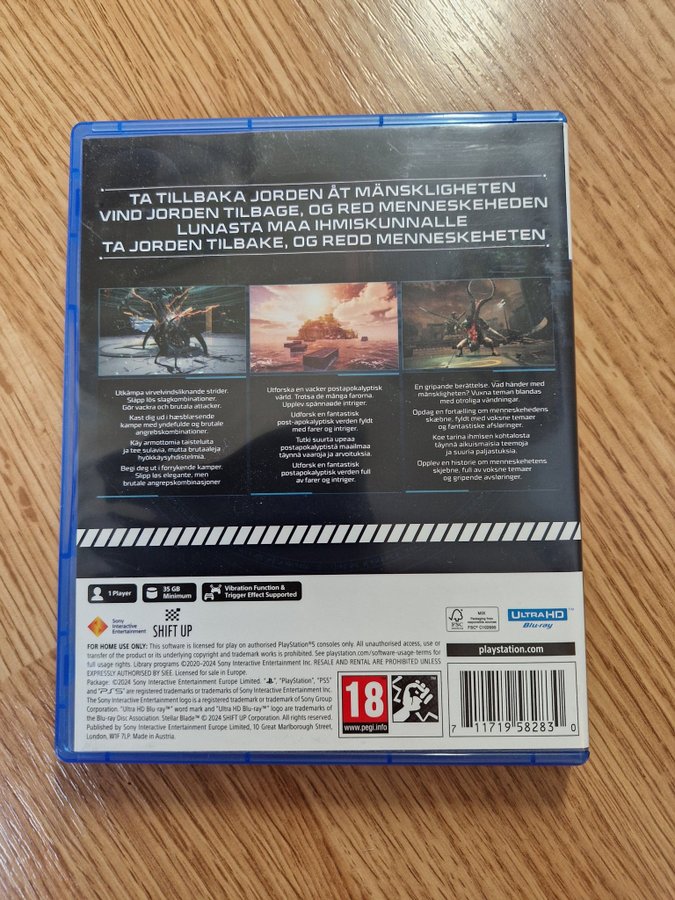 TA TILLBAKA JORDEN ÅT MÄNSKLIGHETEN
VIND JORDEN TILBAGE, OG RED MENNESKEHEDEN
LUNASTA MAA IHMISKUNNALLE
TA JORDEN TILBAKE, OG REDD MENNESKEHETEN
Utkämpa virvelvindsliknande strider.
Släpp lös slagkombinationer.
Gör vackra och brutala attacker.
Kast dig ud i hæsblæsende
kampe med yndefulde og brutale
angrebskombinationer.
Käy armottomia taisteluita
ja tee sulavia, mutta brutaaleja
hyökkäysyhdistelmiä.
Begi deg ut i forrykende kamper.
Slipp løs elegante, men
brutale angrepskombinasjoner
Utforska en vacker postapokalyptisk
värld. Trotsa de många farorna.
Upplev spännande intriger.
Udforsk en fantastisk
post-apokalyptisk verden fyldt
med farer og intriger.
Tutki suurta upeaa
postapokalyptistä maailmaa
täynnä vaaroja ja arvoituksia.
Utforsk en fantastisk
postapokalyptisk verden full
av farer og intriger.
En gripande berättelse. Vad händer med
mänskligheten? Vuxna teman blandas
med otroliga vändningar.
Opdag en fortælling om menneskehedens
skæbne, fyldt med voksne temaer
og fantastiske afsløringer.
Koe tarina ihmisen kohtalosta
täynnä aikuismaisia teemoja
ja suuria paljastuksia.
Opplev en historie om menneskehetens
skjebne, full av voksne temaer
og gripende avsløringer.
1 Player
35 GB
Minimum
Vibration Function &
Trigger Effect Supported
Sony
Interactive
Entertainment
SHIFT UP
FSC
MIX
Packaging from
responsible sources
FSC® C103986
ULTRA HD
Blu-ray™
FOR HOME USE ONLY: This software is licensed for play on authorised PlayStation®5 consoles only. All unauthorised access, use or
transfer of the product or its underlying copyright and trademark works is prohibited. See playstation.com/software-usage-terms for
full usage rights. Library programs ©2020–2024 Sony Interactive Entertainment Inc. RESALE AND RENTAL ARE PROHIBITED UNLESS
EXPRESSLY AUTHORISED BY SIEE. Licensed for sale in Europe.
Package: ©2024 Sony Interactive Entertainment Europe Limited. "PS", "PlayStation", "PS5"
and "PS5" are registered trademarks or trademarks of Sony Interactive
Entertainment Inc. "SONY" is a registered trademark or trademark of Sony Group
Corporation. "Ultra HD Blu-ray™" word mark and "Ultra HD Blu-ray™" logo are trademarks of
the Blu-ray Disc Association. Stellar Blade™ © 2024 SHIFT UP Corporation. All rights reserved.
Published by Sony Interactive Entertainment Europe Limited, 10 Great Marlborough Street,
London, W1F 7LP. Made in Austria.
18
www.pegi.info
playstation.com
7 11719 58283 0